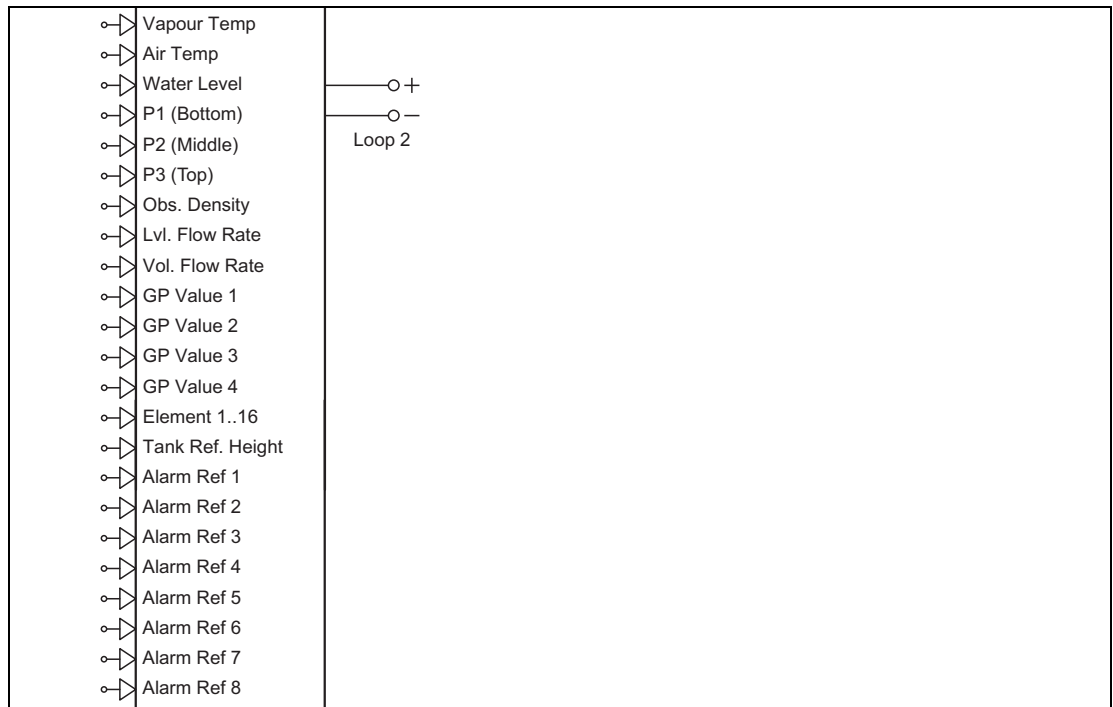 Vapour Temp
Air Temp
Water Level
+
P1 (Bottom)
−
P2 (Middle)
Loop 2
P3 (Top)
Obs. Density
Lvl. Flow Rate
Vol. Flow Rate
GP Value 1
GP Value 2
GP Value 3
GP Value 4
Element 1..16
Tank Ref. Height
Alarm Ref 1
Alarm Ref 2
Alarm Ref 3
Alarm Ref 4
Alarm Ref 5
Alarm Ref 6
Alarm Ref 7
Alarm Ref 8